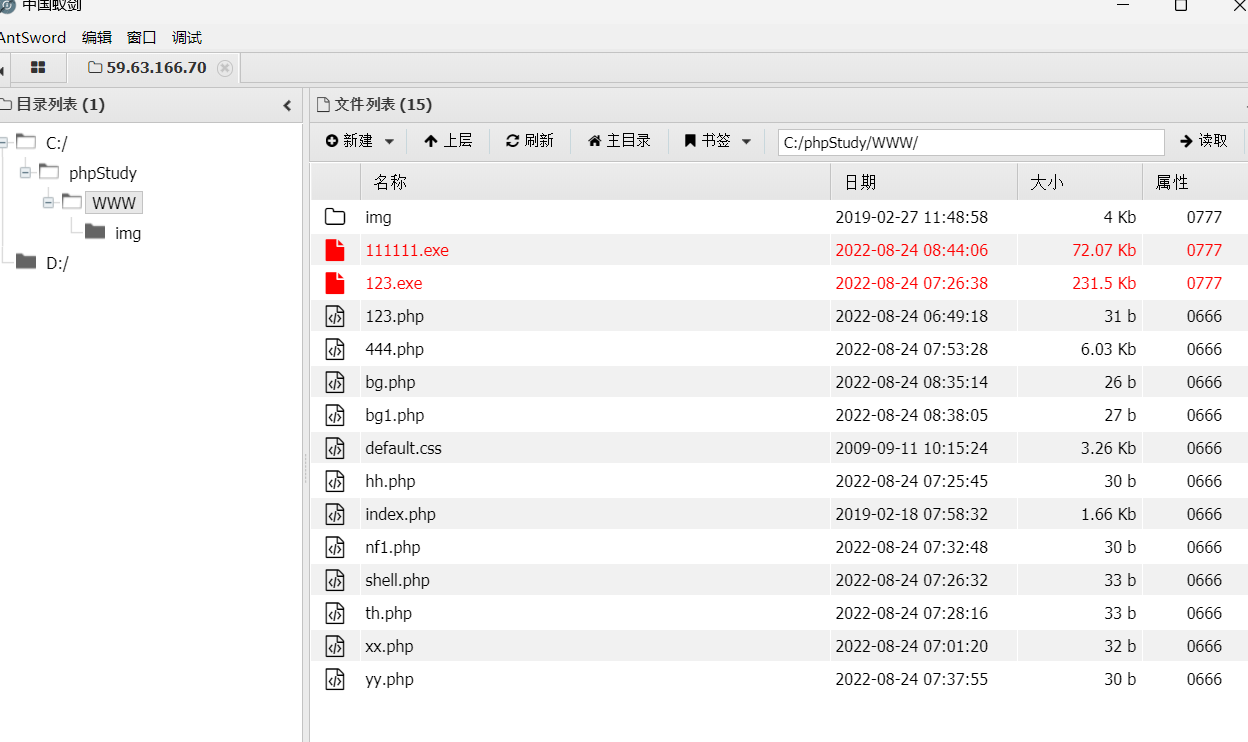 中国蚁剑
AntSword 编辑 窗口 调试
59.63.166.70
目录列表 (1)
文件列表 (15)
新建 上层 刷新 主目录 书签 C:/phpStudy/WWW/ 读取
C:/
phpStudy
WWW
img
D:/
名称 日期 大小 属性
img 2019-02-27 11:48:58 4 Kb 0777
111111.exe 2022-08-24 08:44:06 72.07 Kb 0777
123.exe 2022-08-24 07:26:38 231.5 Kb 0777
123.php 2022-08-24 06:49:18 31 b 0666
444.php 2022-08-24 07:53:28 6.03 Kb 0666
bg.php 2022-08-24 08:35:14 26 b 0666
bg1.php 2022-08-24 08:38:05 27 b 0666
default.css 2009-09-11 10:15:24 3.26 Kb 0666
hh.php 2022-08-24 07:25:45 30 b 0666
index.php 2019-02-18 07:58:32 1.66 Kb 0666
nf1.php 2022-08-24 07:32:48 30 b 0666
shell.php 2022-08-24 07:26:32 33 b 0666
th.php 2022-08-24 07:28:16 33 b 0666
xx.php 2022-08-24 07:01:20 32 b 0666
yy.php 2022-08-24 07:37:55 30 b 0666